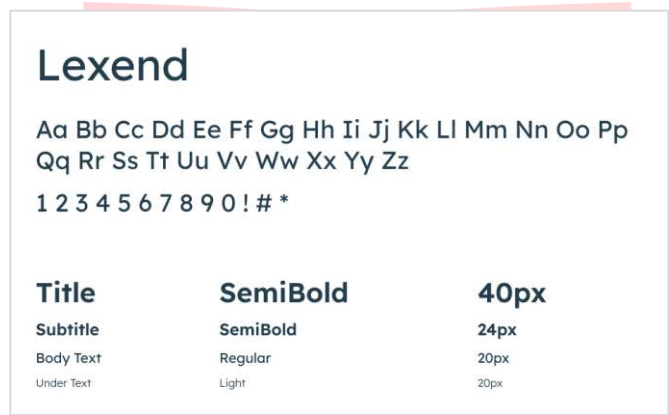 Lexend
Aa Bb Cc Dd Ee Ff Gg Hh Ii Jj Kk Ll Mm Nn Oo Pp
Qq Rr Ss Tt Uu Vv Ww Xx Yy Zz
1 2 3 4 5 6 7 8 9 0 ! # *
Title SemiBold 40px
Subtitle SemiBold 24px
Body Text Regular 20px
Under Text Light 20px